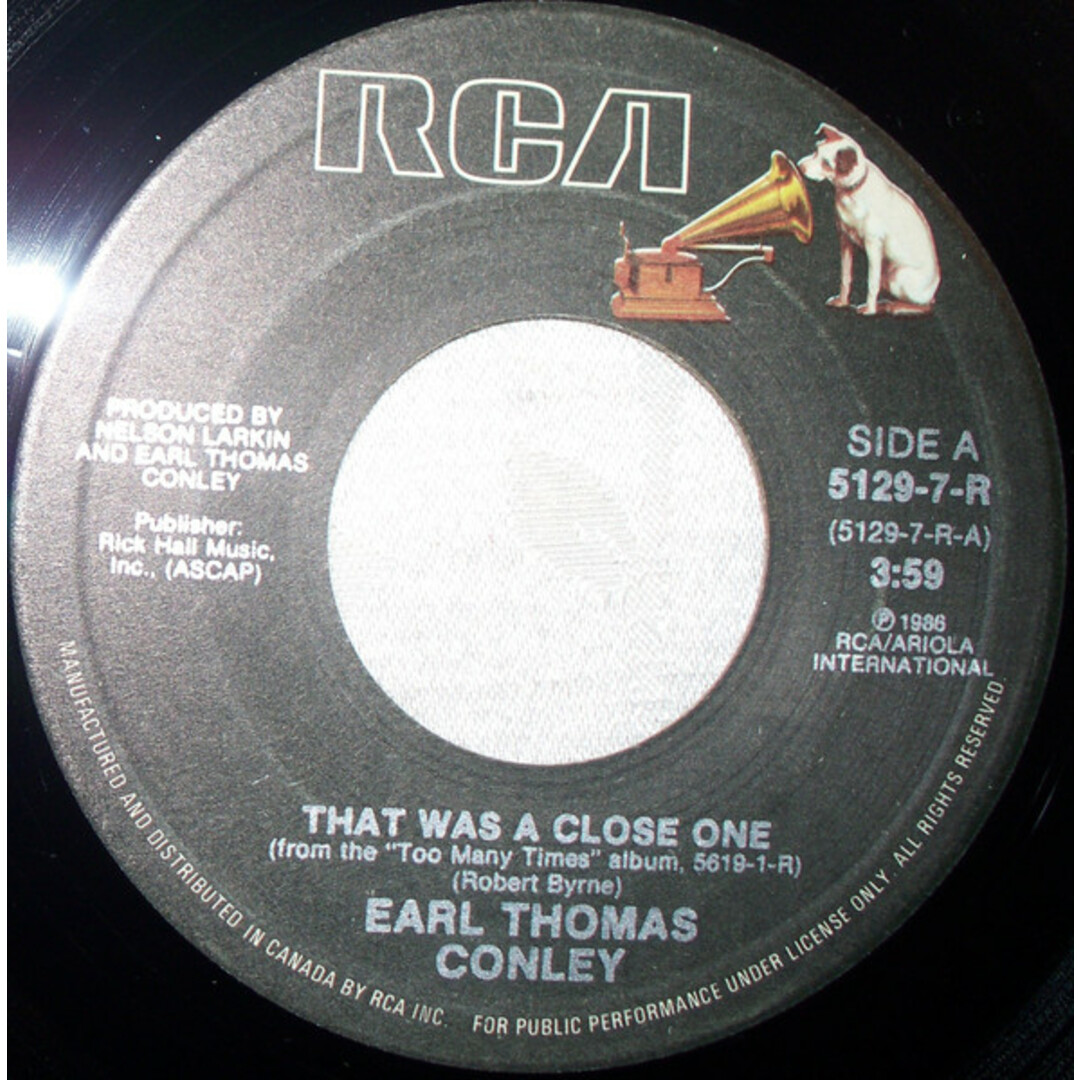 RCA
PRODUCED BY
NELSON LARKIN
AND EARL THOMAS
CONLEY
Publisher:
Rick Hall Music,
Inc., (ASCAP)
SIDE A
5129-7-R
(5129-7-R-A)
3:59
℗ 1986
RCA/ARIOLA
INTERNATIONAL
THAT WAS A CLOSE ONE
(from the "Too Many Times" album, 5619-1-R)
(Robert Byrne)
EARL THOMAS
CONLEY
MANUFACTURED AND DISTRIBUTED IN CANADA BY RCA INC. FOR PUBLIC PERFORMANCE UNDER LICENSE ONLY. ALL RIGHTS RESERVED.